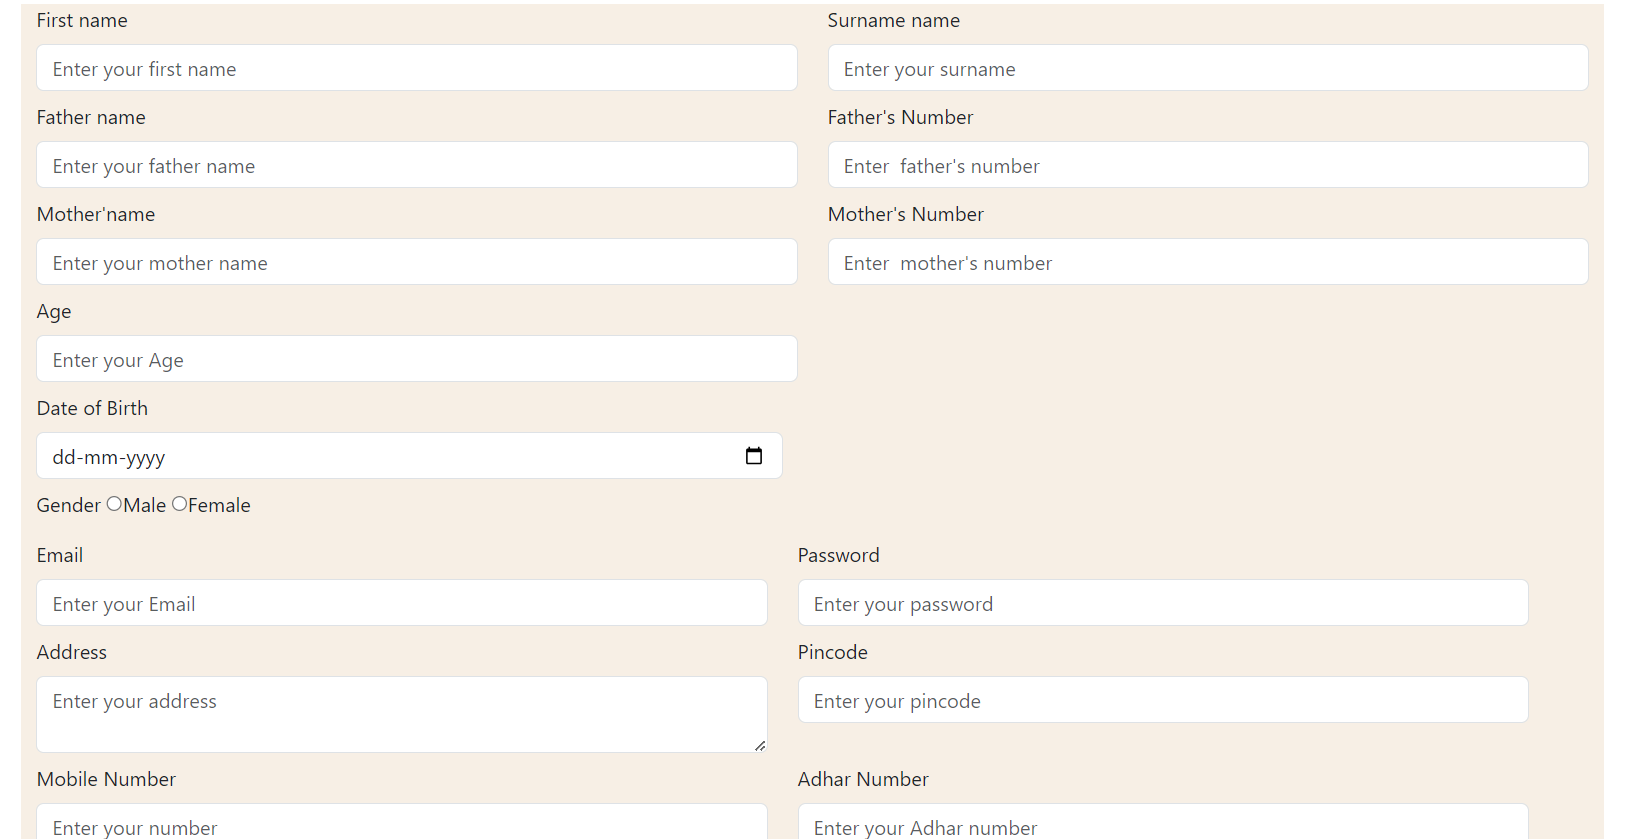 First name Surname name
Enter your first name Enter your surname
Father name Father's Number
Enter your father name Enter  father's number
Mother'name Mother's Number
Enter your mother name Enter  mother's number
Age
Enter your Age
Date of Birth
dd-mm-yyyy
Gender Male Female
Email Password
Enter your Email Enter your password
Address Pincode
Enter your address Enter your pincode
Mobile Number Adhar Number
Enter your number Enter your Adhar number